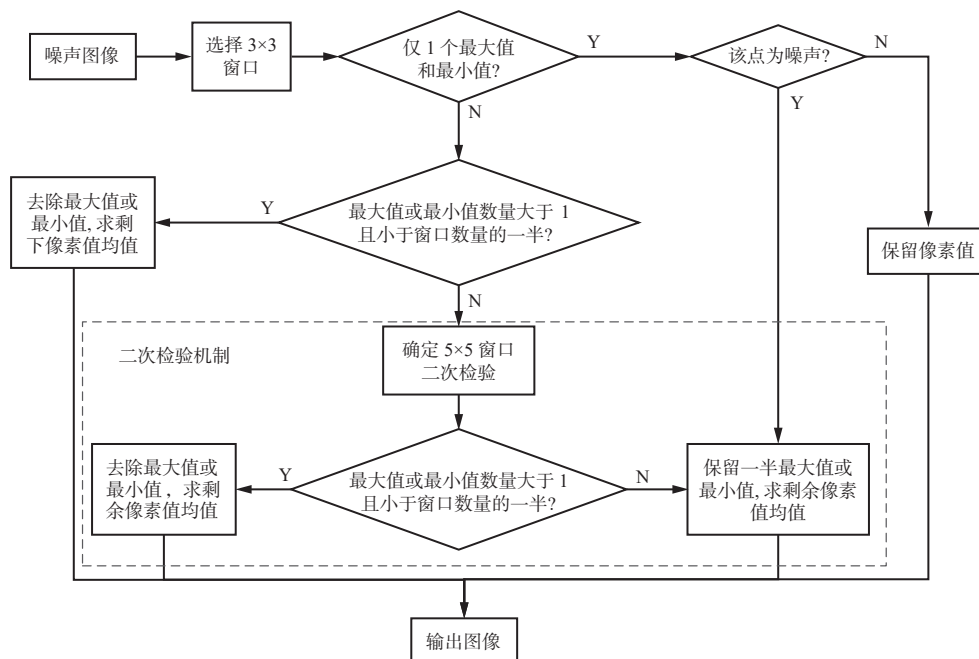 噪声图像
选择 3×3
窗口
仅 1 个最大值
和最小值?
Y
该点为噪声?
N
Y
N
去除最大值或
最小值, 求剩
下像素值均值
Y
最大值或最小值数量大于 1
且小于窗口数量的一半?
保留像素值
N
二次检验机制
确定 5×5 窗口
二次检验
去除最大值或
最小值 , 求剩
余像素值均值
Y
最大值或最小值数量大于 1
且小于窗口数量的一半?
N
保留一半最大值或
最小值, 求剩余像素
值均值
输出图像